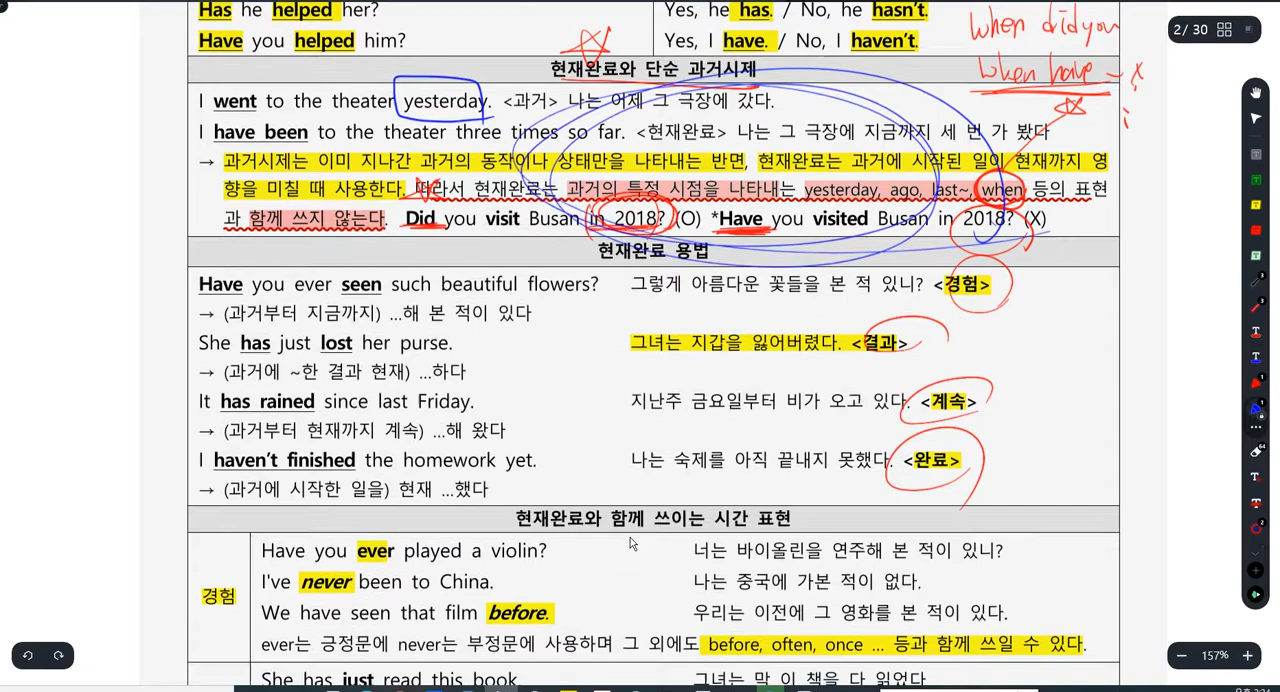 Has he helped her?
Yes, he has. / No, he hasn't.
Have you helped him?
Yes, I have. / No, I haven't.
when did you
when have
2 / 30
현재완료와 단순 과거시제
I went to the theater yesterday. <과거> 나는 어제 그 극장에 갔다.
I have been to the theater three times so far. <현재완료> 나는 그 극장에 지금까지 세 번 가 봤다
→ 과거시제는 이미 지나간 과거의 동작이나 상태만을 나타내는 반면, 현재완료는 과거에 시작된 일이 현재까지 영
향을 미칠 때 사용한다. 따라서 현재완료는 과거의 특정 시점을 나타내는 yesterday, ago, last~, when 등의 표현
과 함께 쓰지 않는다. Did you visit Busan in 2018? (O) *Have you visited Busan in 2018? (X)
현재완료 용법
Have you ever seen such beautiful flowers? 그렇게 아름다운 꽃들을 본 적 있니? <경험>
→ (과거부터 지금까지) …해 본 적이 있다
She has just lost her purse. 그녀는 지갑을 잃어버렸다. <결과>
→ (과거에 ~한 결과 현재) …하다
It has rained since last Friday. 지난주 금요일부터 비가 오고 있다. <계속>
→ (과거부터 현재까지 계속) …해 왔다
I haven't finished the homework yet. 나는 숙제를 아직 끝내지 못했다. <완료>
→ (과거에 시작한 일을) 현재 …했다
현재완료와 함께 쓰이는 시간 표현
경험
Have you ever played a violin? 너는 바이올린을 연주해 본 적이 있니?
I've never been to China. 나는 중국에 가본 적이 없다.
We have seen that film before. 우리는 이전에 그 영화를 본 적이 있다.
ever는 긍정문에 never는 부정문에 사용하며 그 외에도 before, often, once … 등과 함께 쓰일 수 있다.
She has just read this book. 그녀는 막 이 책을 다 읽었다
157%